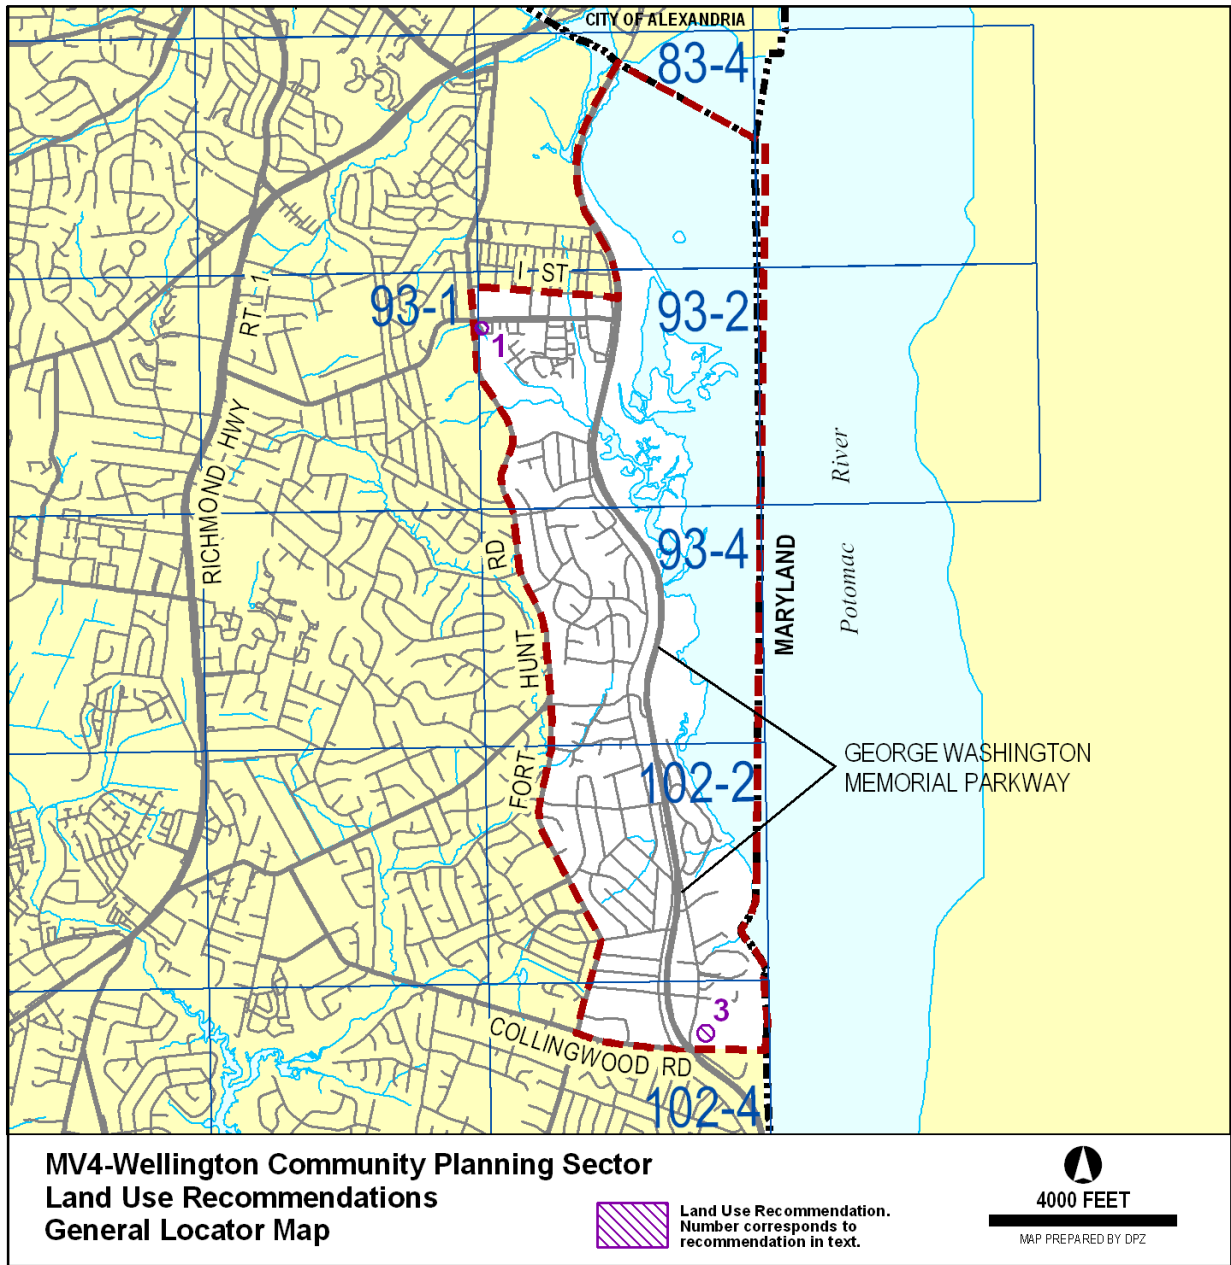 CITY OF ALEXANDRIA
83-4
I-ST
93-1
93-2
RT-1
1
RICHMOND-HWY
River
93-4
RD
MARYLAND
Potomac
HUNT
GEORGE WASHINGTON
MEMORIAL PARKWAY
102-2
FORT
3
COLLINGWOOD RD
102-4
MV4-Wellington Community Planning Sector
Land Use Recommendations
General Locator Map
Land Use Recommendation.
Number corresponds to
recommendation in text.
4000 FEET
MAP PREPARED BY DPZ